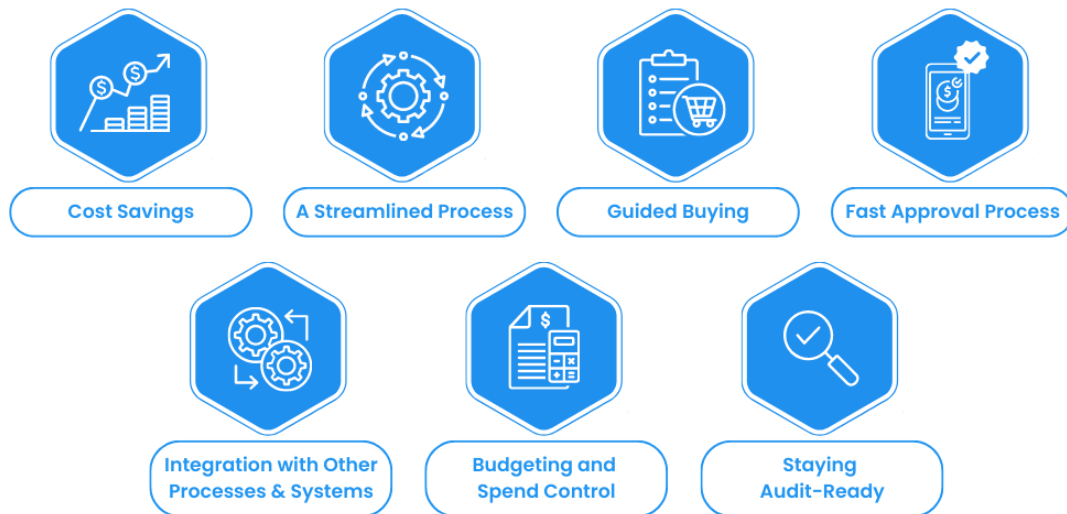 Cost Savings
A Streamlined Process
Guided Buying
Fast Approval Process
Integration with Other
Processes & Systems
Budgeting and
Spend Control
Staying
Audit-Ready